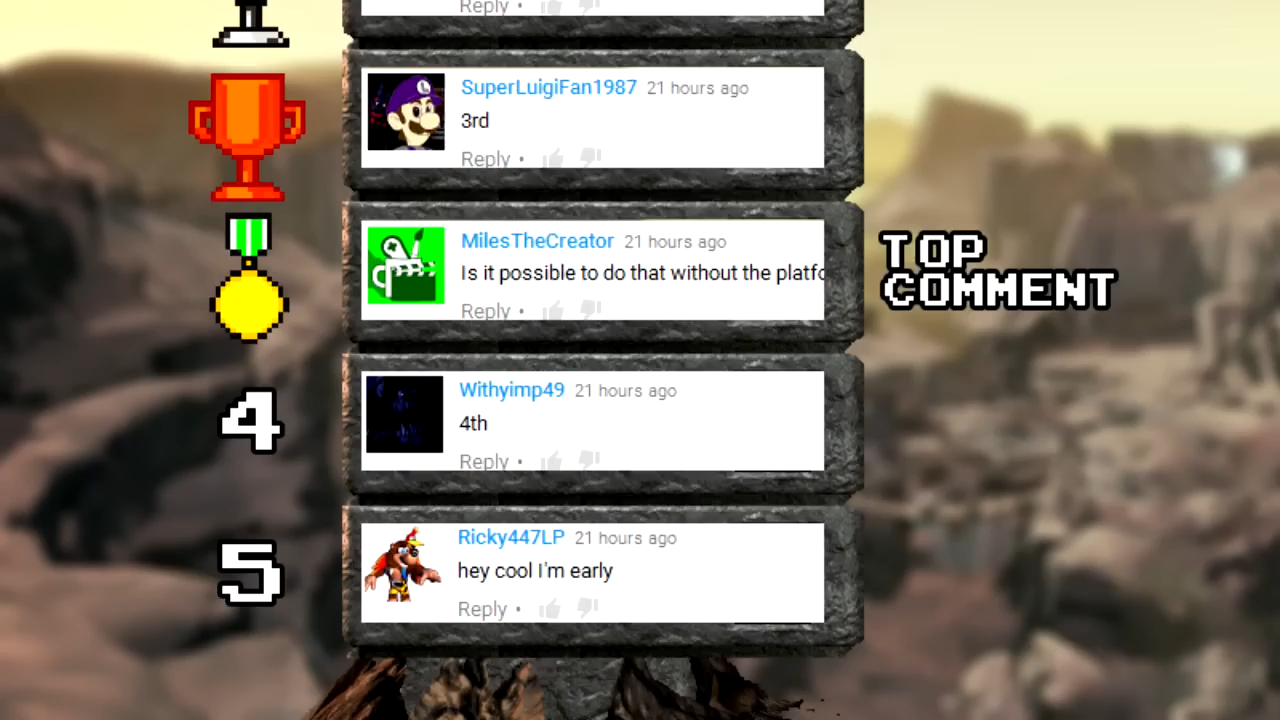 Reply •
SuperLuigiFan1987 21 hours ago
3rd
Reply •
MilesTheCreator 21 hours ago
Is it possible to do that without the
Reply •
TOP
COMMENT
4
Withyimp49 21 hours ago
4th
Reply •
5
Ricky447LP 21 hours ago
hey cool I'm early
Reply •